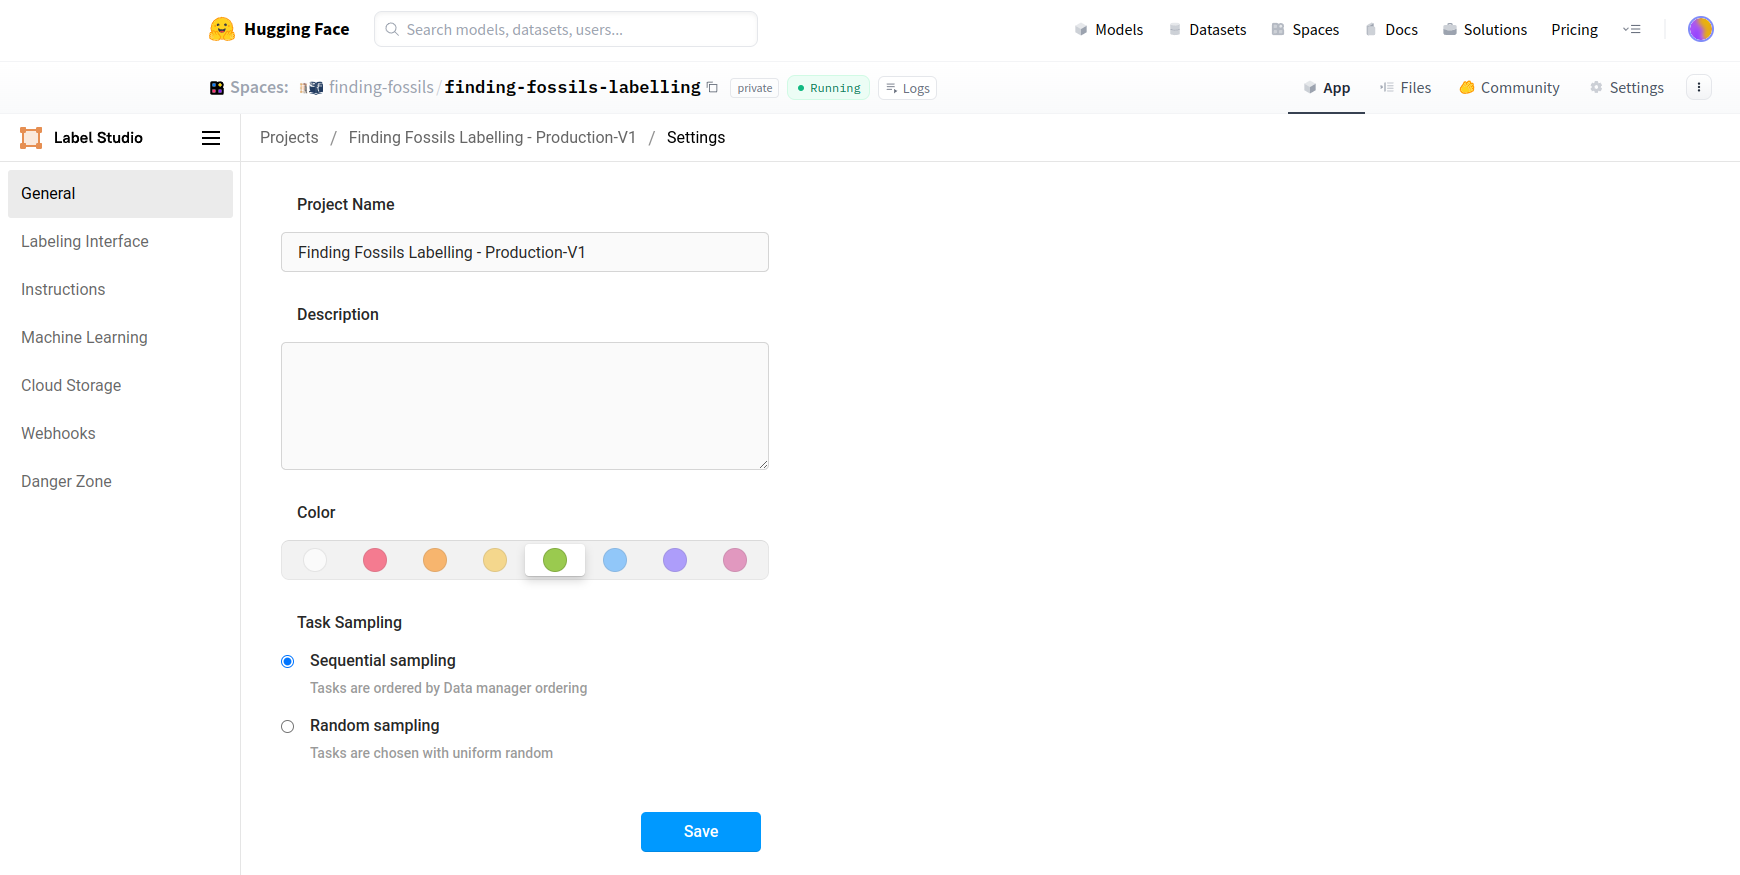 Hugging Face
Search models, datasets, users...
Models
Datasets
Spaces
Docs
Solutions
Pricing
Spaces:
finding-fossils/finding-fossils-labelling
private
Running
Logs
App
Files
Community
Settings
Label Studio
Projects / Finding Fossils Labelling - Production-V1 / Settings
General
Labeling Interface
Instructions
Machine Learning
Cloud Storage
Webhooks
Danger Zone
Project Name
Finding Fossils Labelling - Production-V1
Description
Color
Task Sampling
Sequential sampling
Tasks are ordered by Data manager ordering
Random sampling
Tasks are chosen with uniform random
Save